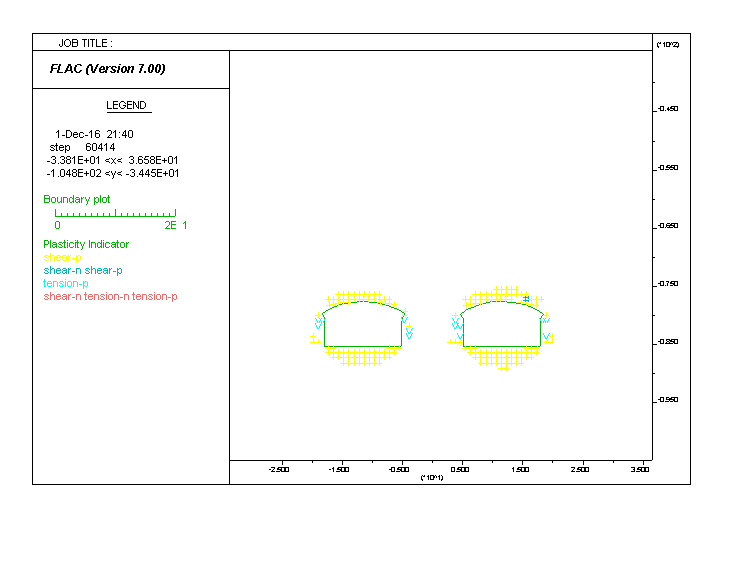 JOB TITLE :
FLAC (Version 7.00)
LEGEND
1-Dec-16 21:40
step 60414
-3.381E+01 <x< 3.658E+01
-1.048E+02 <y< -3.445E+01
Boundary plot
0 2E 1
Plasticity Indicator
shear-p
shear-n shear-p
tension-p
shear-n tension-n tension-p
(*10^2)
-0.450
-0.550
-0.650
-0.750
-0.850
-0.950
-2.500 -1.500 -0.500 0.500 1.500 2.500 3.500
(*10^1)